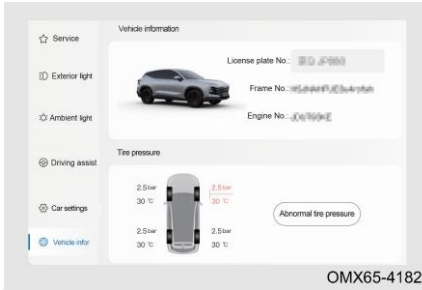 Vehicle information
Service
License plate No.:
Exterior light
Frame No.:
Ambient light
Engine No.:
Tire pressure
Driving assist
2.5bar 2.5bar
30 ℃ 30 ℃
Car settings
Abnormal tire pressure
2.5bar 2.5bar
Vehicle infor
30 ℃ 30 ℃
OMX65-4182